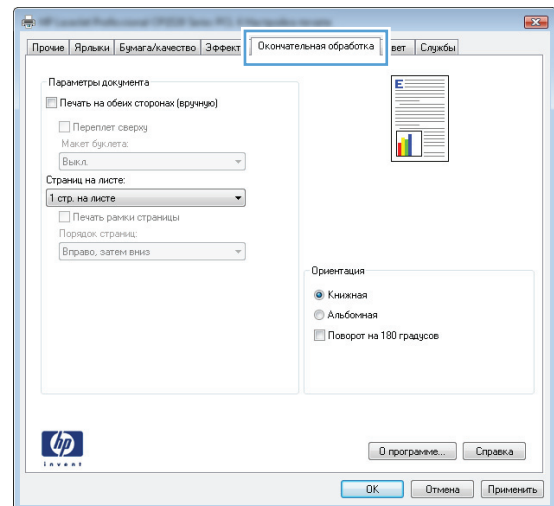 Прочие Ярлыки Бумага/качество Эффект Окончательная обработка вет Службы
Параметры документа
Печать на обеих сторонах (вручную)
Переплет сверху
Макет буклета:
Выкл.
Страниц на листе:
1 стр. на листе
Печать рамки страницы
Порядок страниц:
Вправо, затем вниз
E
Ориентация
Книжная
Альбомная
Поворот на 180 градусов
hp
invent
О программе... Справка
OK Отмена Применить